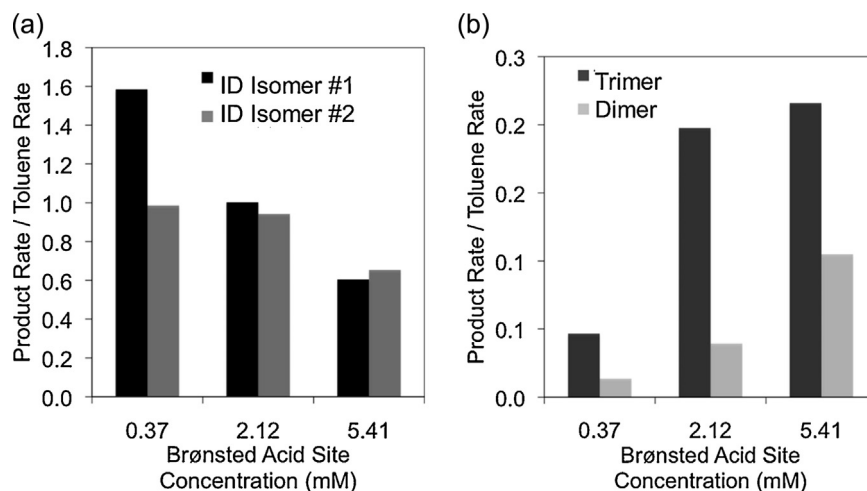 (a)
Product Rate / Toluene Rate
1.8
1.6
1.4
1.2
1.0
0.8
0.6
0.4
0.2
0.0
ID Isomer #1
ID Isomer #2
0.37 2.12 5.41
Brønsted Acid Site
Concentration (mM)
(b)
Product Rate / Toluene Rate
0.3
0.2
0.2
0.1
0.1
0.0
Trimer
Dimer
0.37 2.12 5.41
Brønsted Acid Site
Concentration (mM)